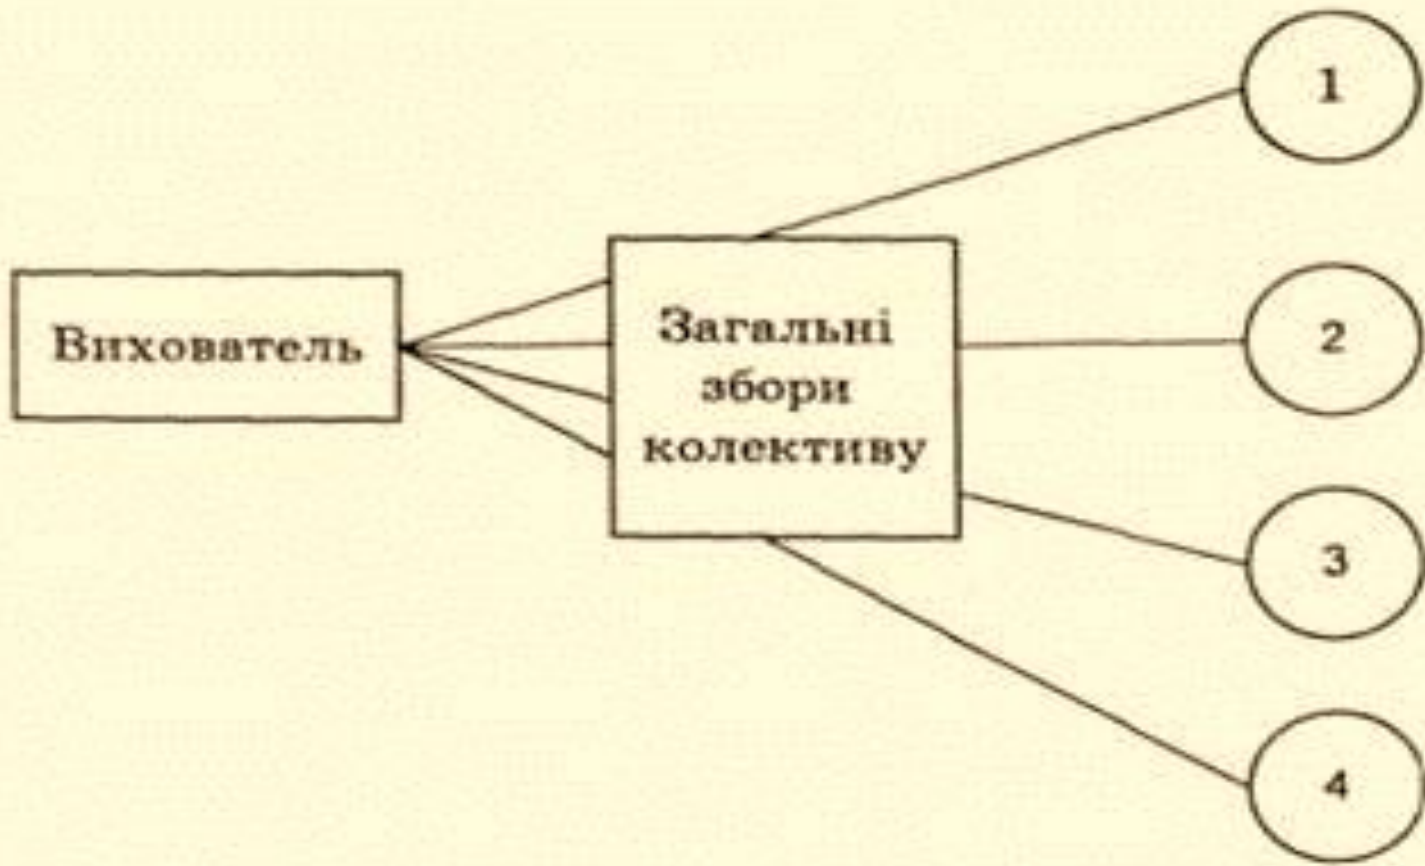 1
Вихователь
Загальні
збори
колективу
2
3
4